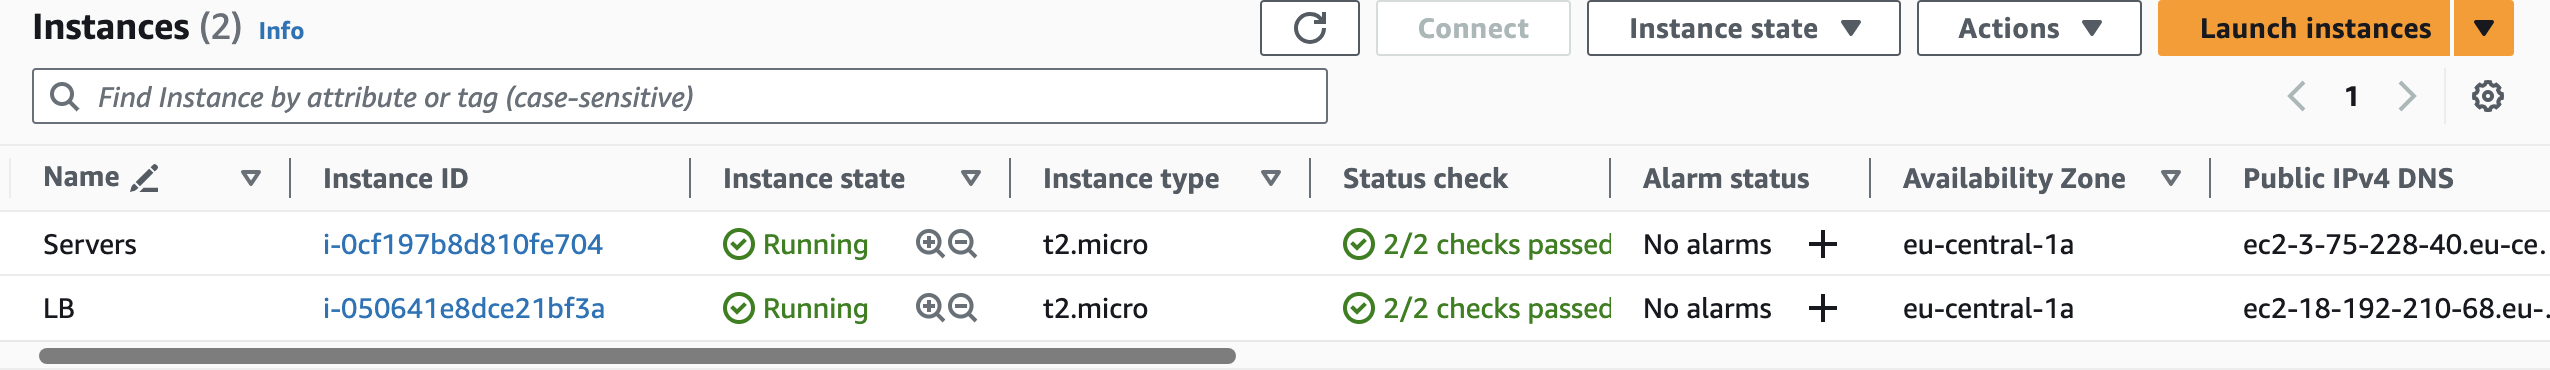 Instances (2) Info Connect Instance state Actions Launch instances
Find Instance by attribute or tag (case-sensitive) 1
Name Instance ID Instance state Instance type Status check Alarm status Availability Zone Public IPv4 DNS
Servers i-0cf197b8d810fe704 Running t2.micro 2/2 checks passed No alarms eu-central-1a ec2-3-75-228-40.eu-ce.
LB i-050641e8dce21bf3a Running t2.micro 2/2 checks passed No alarms eu-central-1a ec2-18-192-210-68.eu-.